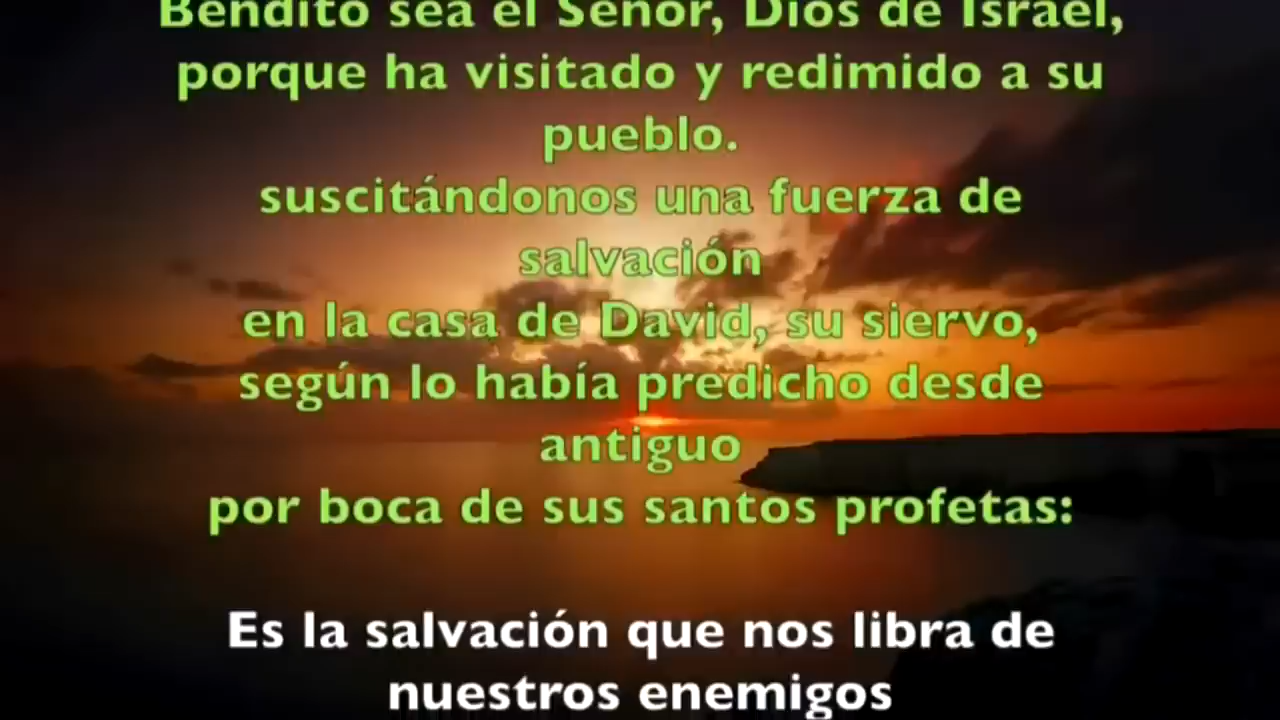 Bendito sea el Señor, Dios de Israel,
porque ha visitado y redimido a su
pueblo.
suscitándonos una fuerza de
salvación
en la casa de David, su siervo,
según lo había predicho desde
antiguo
por boca de sus santos profetas:
Es la salvación que nos libra de
nuestros enemigos